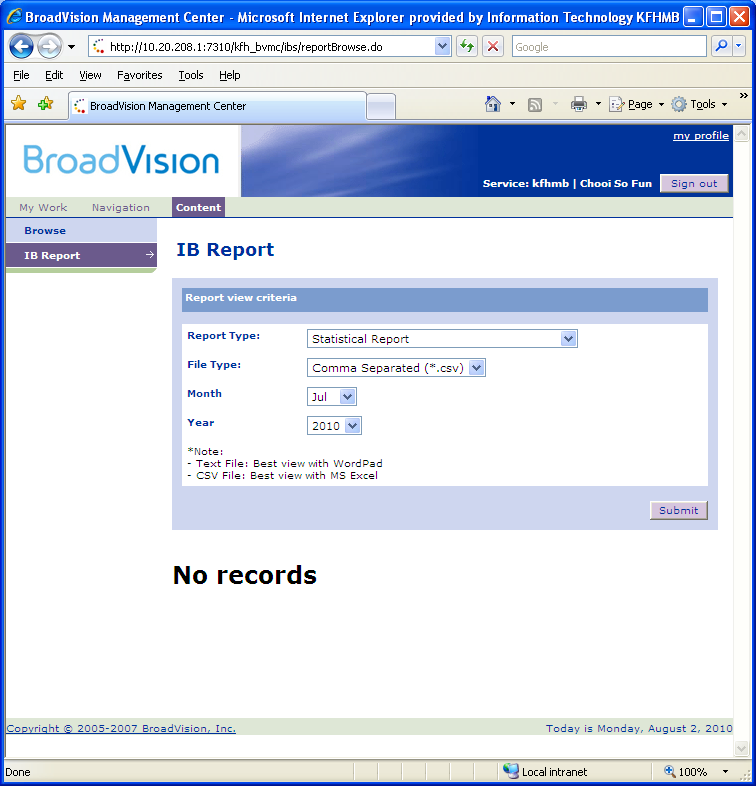 BroadVision Management Center - Microsoft Internet Explorer provided by Information Technology KFHMB
http://10.20.208.1:7310/kfh_bvmc/ibs/reportBrowse.do
Google
File Edit View Favorites Tools Help
BroadVision Management Center
Page Tools
my profile
BroadVision
Service: kfhmb | Chooi So Fun Sign out
My Work Navigation Content
Browse
IB Report
IB Report
Report view criteria
Report Type: Statistical Report
File Type: Comma Separated (*.csv)
Month Jul
Year 2010
*Note:
- Text File: Best view with WordPad
- CSV File: Best view with MS Excel
Submit
No records
Copyright © 2005-2007 BroadVision, Inc. Today is Monday, August 2, 2010
Done Local intranet 100%